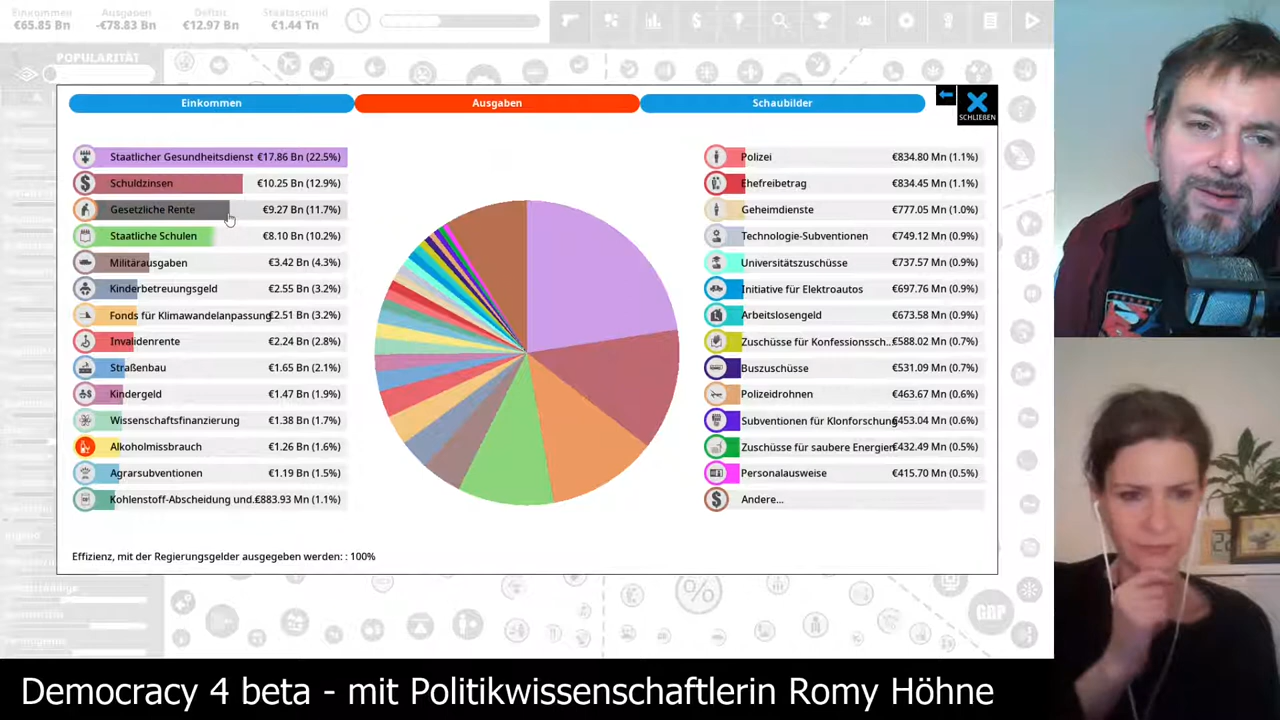 Einkommen
Ausgaben
Defizit
Staatsschuld
€65.85 Bn
-€78.83 Bn
€12.97 Bn
€1.44 Tn
POPULARITÄT
Einkommen
Ausgaben
Schaubilder
SCHLIEßEN
Staatlicher Gesundheitsdienst €17.86 Bn (22.5%)
Schuldzinsen €10.25 Bn (12.9%)
Gesetzliche Rente €9.27 Bn (11.7%)
Staatliche Schulen €8.10 Bn (10.2%)
Militärausgaben €3.42 Bn (4.3%)
Kinderbetreuungsgeld €2.55 Bn (3.2%)
Fonds für Klimawandelanpassung €2.51 Bn (3.2%)
Invalidenrente €2.24 Bn (2.8%)
Straßenbau €1.65 Bn (2.1%)
Kindergeld €1.47 Bn (1.9%)
Wissenschaftsfinanzierung €1.38 Bn (1.7%)
Alkoholmissbrauch €1.26 Bn (1.6%)
Agrarsubventionen €1.19 Bn (1.5%)
Kohlenstoff-Abscheidung und.. €883.93 Mn (1.1%)
Polizei €834.80 Mn (1.1%)
Ehefreibetrag €834.45 Mn (1.1%)
Geheimdienste €777.05 Mn (1.0%)
Technologie-Subventionen €749.12 Mn (0.9%)
Universitätszuschüsse €737.57 Mn (0.9%)
Initiative für Elektroautos €697.76 Mn (0.9%)
Arbeitslosengeld €673.58 Mn (0.9%)
Zuschüsse für Konfessionssch... €588.02 Mn (0.7%)
Buszuschüsse €531.09 Mn (0.7%)
Polizeidrohnen €463.67 Mn (0.6%)
Subventionen für Klonforschung €453.04 Mn (0.6%)
Zuschüsse für saubere Energien €432.49 Mn (0.5%)
Personalausweise €415.70 Mn (0.5%)
Andere...
Effizienz, mit der Regierungsgelder ausgegeben werden: : 100%
GDP
Democracy 4 beta - mit Politikwissenschaftlerin Romy Höhne